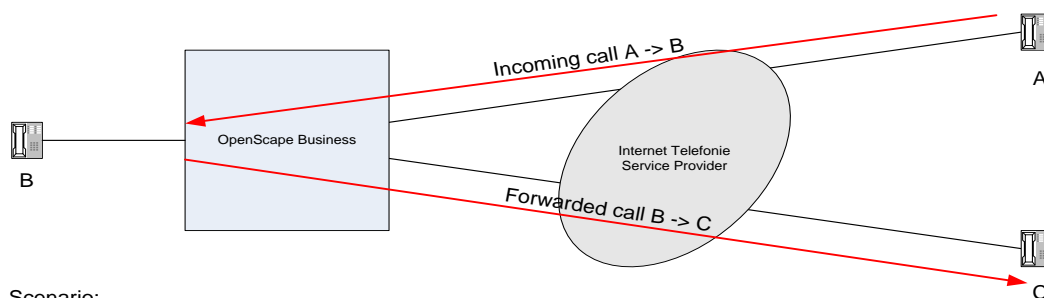 Incoming call A -> B
A
OpenScape Business
Internet Telefonie
Service Provider
B
Forwarded call B -> C
C
Scenario: